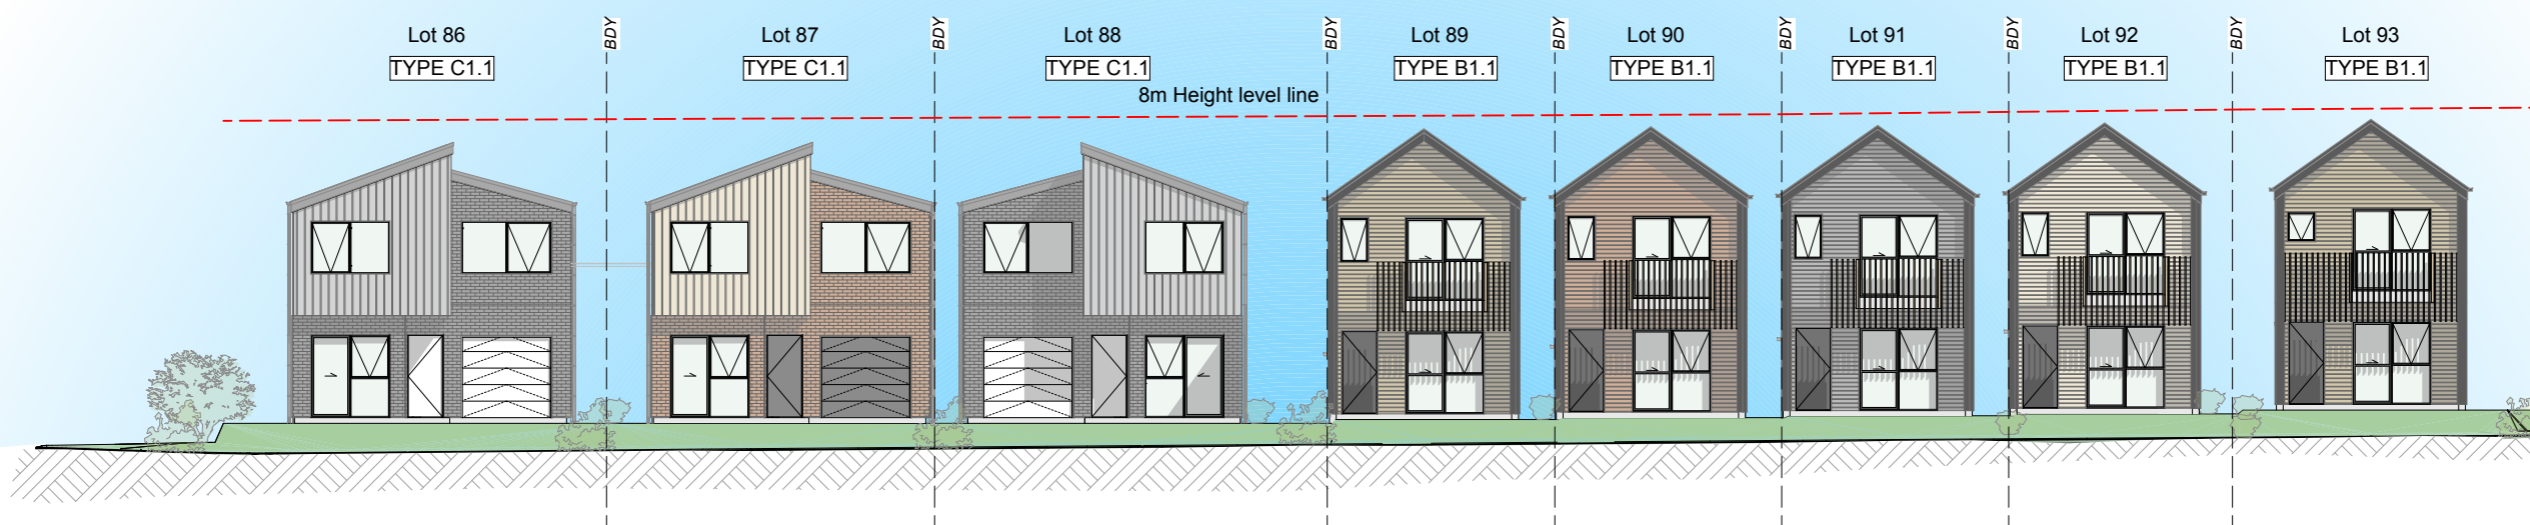 Lot 86
TYPE C1.1
BDY
Lot 87
TYPE C1.1
BDY
Lot 88
TYPE C1.1
8m Height level line
BDY
Lot 89
TYPE B1.1
BDY
Lot 90
TYPE B1.1
BDY
Lot 91
TYPE B1.1
BDY
Lot 92
TYPE B1.1
BDY
Lot 93
TYPE B1.1